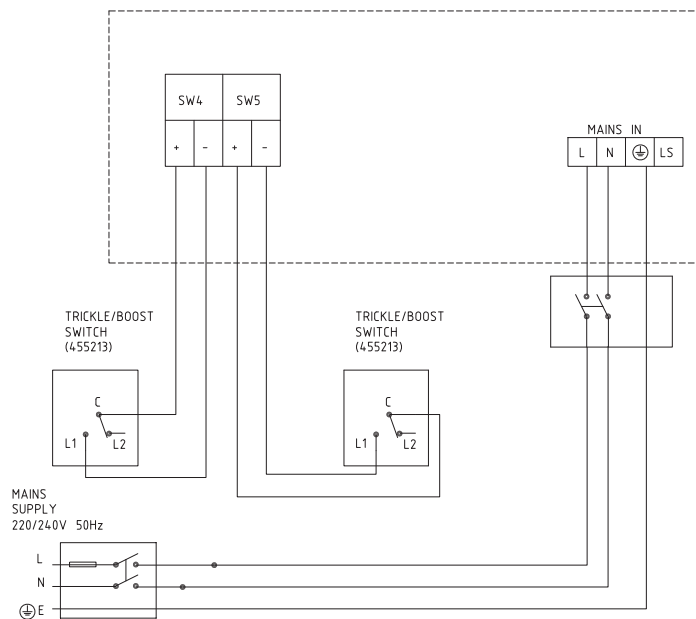 SW4 SW5
+ - + -
MAINS IN
L N LS
TRICKLE/BOOST
SWITCH
(455213)
C
L1 L2
TRICKLE/BOOST
SWITCH
(455213)
C
L1 L2
MAINS
SUPPLY
220/240V 50Hz
L
N
E